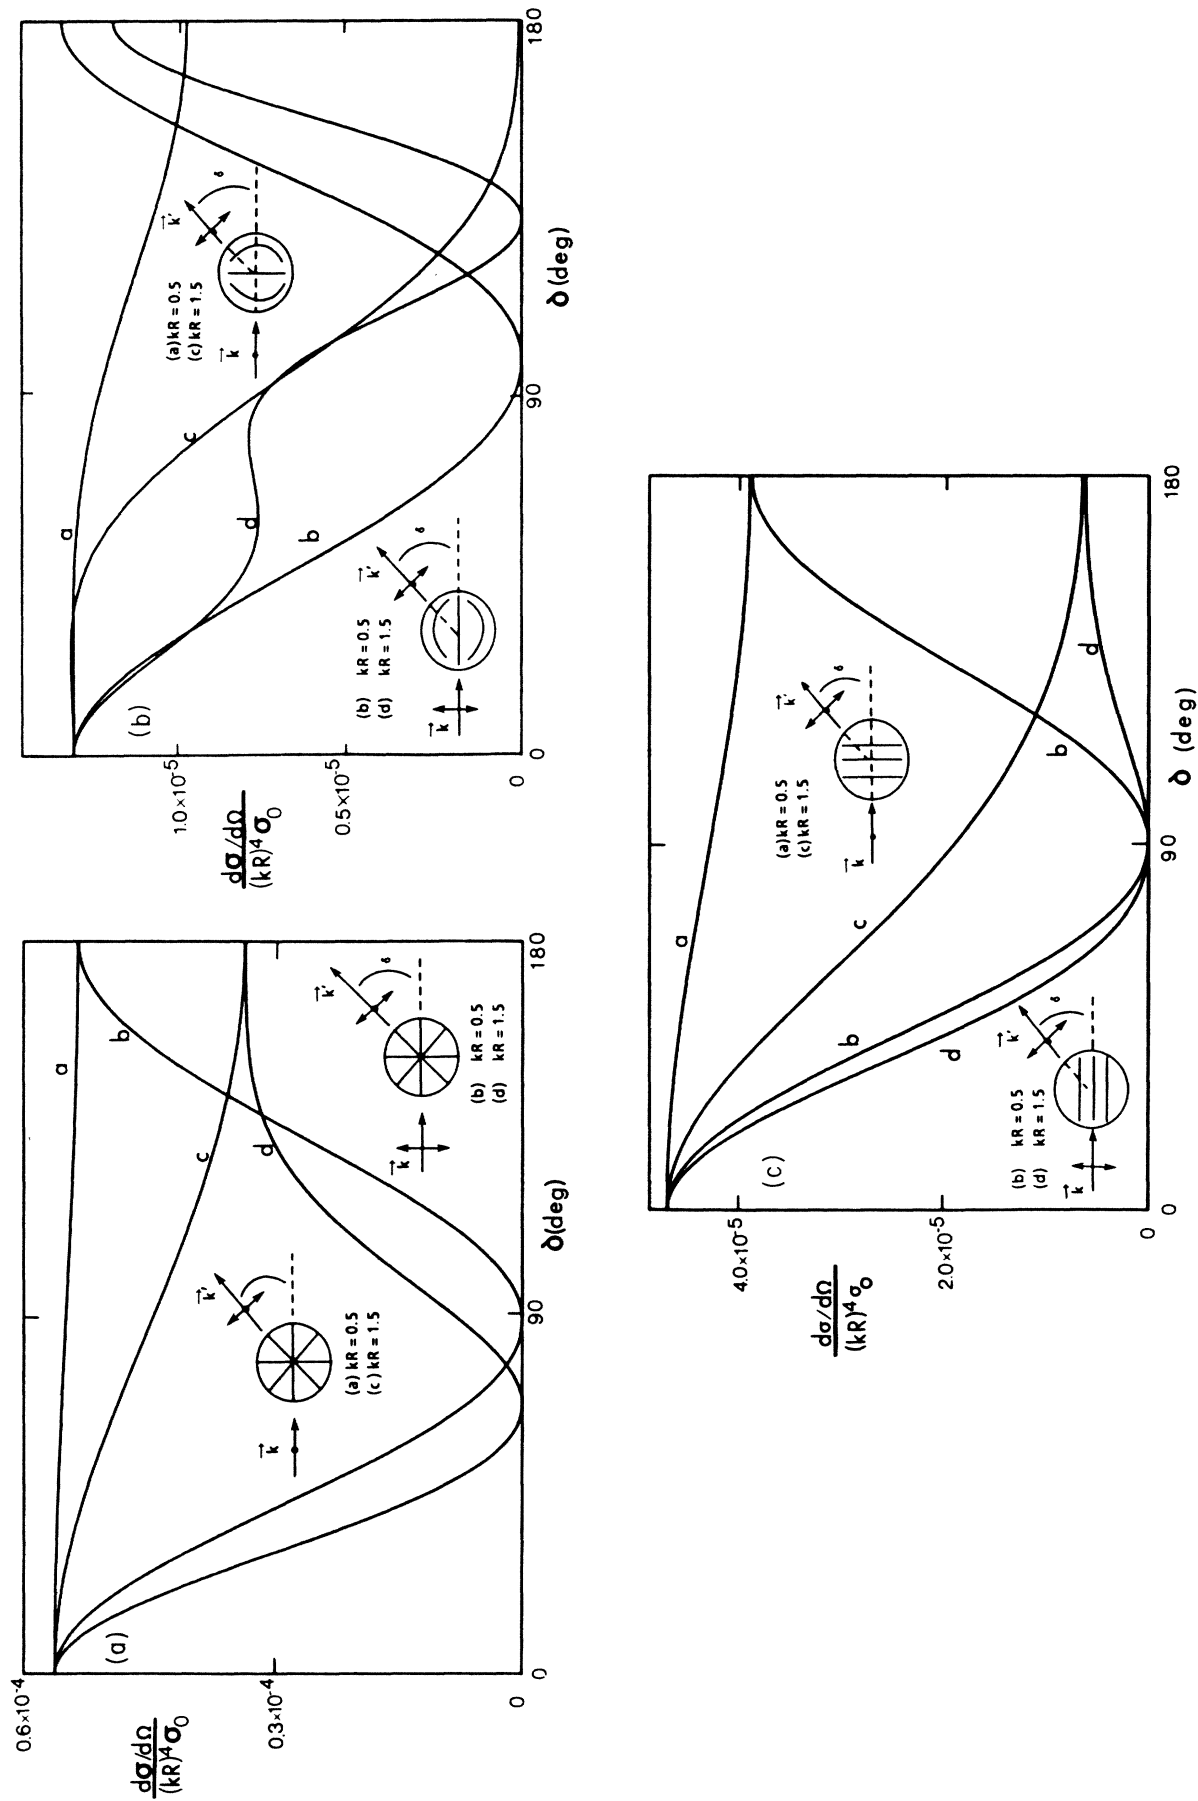 0.6×10⁻⁴
0.3×10⁻⁴
0
dσ/dΩ
(kR)⁴σ₀
(a)
a
b
c
d
k
k'
δ
(a) kR = 0.5
(c) kR = 1.5
k
k'
δ
(b) kR = 0.5
(d) kR = 1.5
0
90
180
δ(deg)
1.0×10⁻⁵
0.5×10⁻⁵
0
dσ/dΩ
(kR)⁴σ₀
(b)
a
c
d
b
k
k'
δ
(a) kR = 0.5
(c) kR = 1.5
(b) kR = 0.5
(d) kR = 1.5
k
k'
δ
0
90
180
δ(deg)
4.0×10⁻⁵
2.0×10⁻⁵
0
dσ/dΩ
(kR)⁴σ₀
(c)
a
c
b
d
b
d
(a) kR = 0.5
(c) kR = 1.5
k
k'
δ
(b) kR = 0.5
(d) kR = 1.5
k
k'
δ
0
90
180
δ (deg)